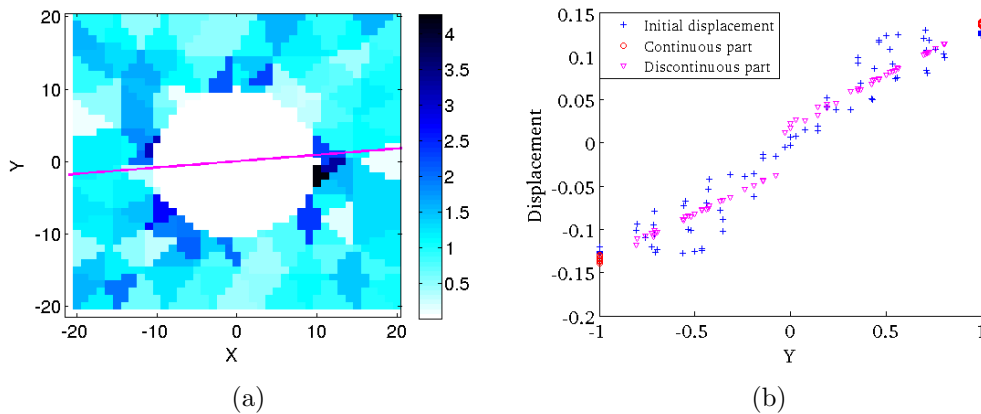 20
10
0
-10
-20
Y
-20 -10 0 10 20
X
4
3.5
3
2.5
2
1.5
1
0.5
(a)
0.15
0.10
0.05
0
-0.05
-0.10
-0.15
-0.2
Displacement
Initial displacement
Continuous part
Discontinuous part
-1 -0.5 0 0.5 1
Y
(b)